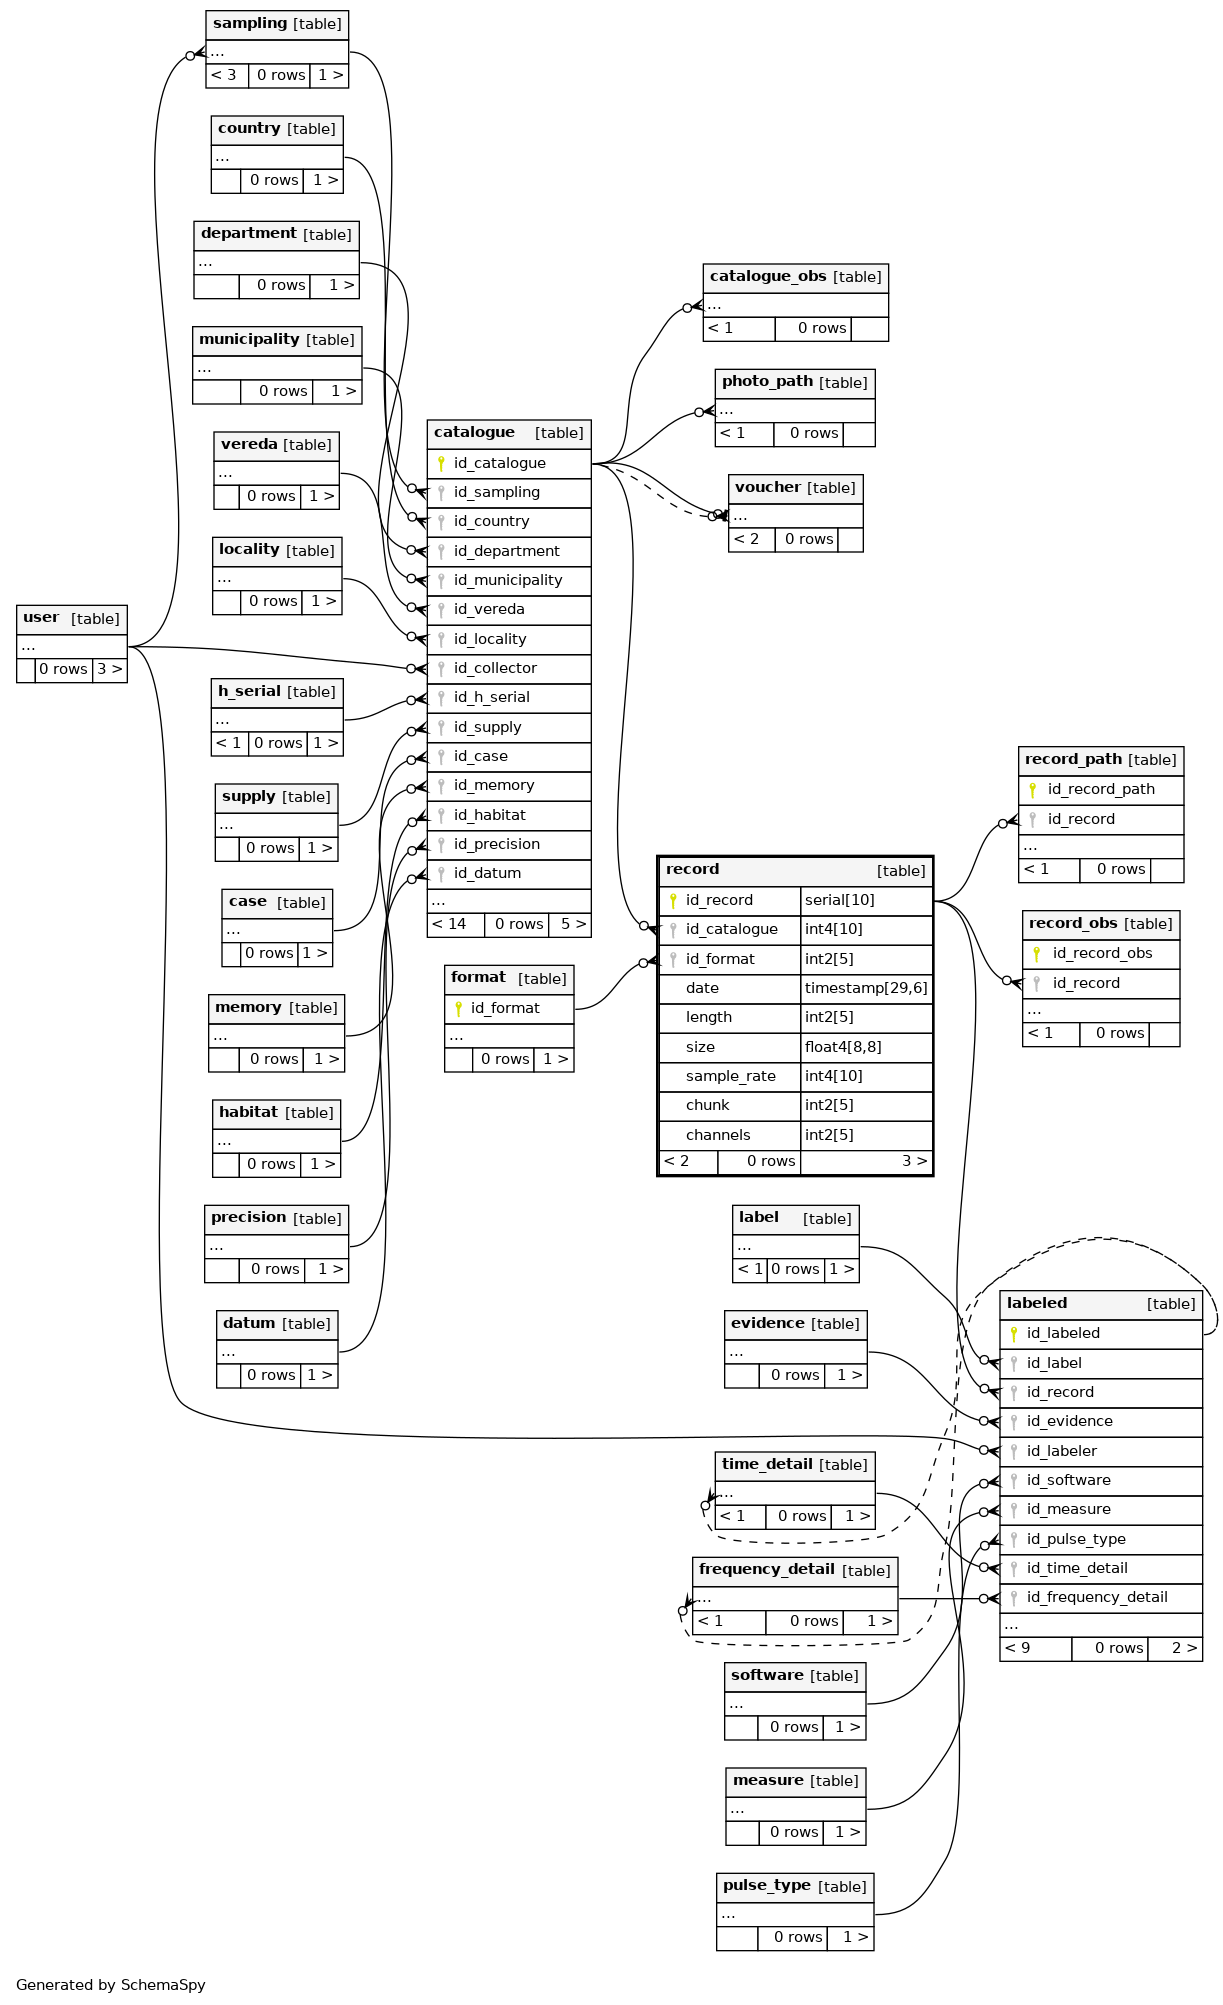 sampling [table]
...
< 3 0 rows 1 >
country [table]
...
0 rows 1 >
department [table]
...
0 rows 1 >
municipality [table]
...
0 rows 1 >
vereda [table]
...
0 rows 1 >
locality [table]
...
0 rows 1 >
user [table]
...
0 rows 3 >
h_serial [table]
...
< 1 0 rows 1 >
supply [table]
...
0 rows 1 >
case [table]
...
0 rows 1 >
memory [table]
...
0 rows 1 >
habitat [table]
...
0 rows 1 >
precision [table]
...
0 rows 1 >
datum [table]
...
0 rows 1 >
catalogue [table]
id_catalogue
id_sampling
id_country
id_department
id_municipality
id_vereda
id_locality
id_collector
id_h_serial
id_supply
id_case
id_memory
id_habitat
id_precision
id_datum
...
< 14 0 rows 5 >
format [table]
id_format
...
0 rows 1 >
catalogue_obs [table]
...
< 1 0 rows
photo_path [table]
...
< 1 0 rows
voucher [table]
...
< 2 0 rows
record [table]
id_record serial[10]
id_catalogue int4[10]
id_format int2[5]
date timestamp[29,6]
length int2[5]
size float4[8,8]
sample_rate int4[10]
chunk int2[5]
channels int2[5]
< 2 0 rows 3 >
record_path [table]
id_record_path
id_record
...
< 1 0 rows
record_obs [table]
id_record_obs
id_record
...
< 1 0 rows
label [table]
...
< 1 0 rows 1 >
evidence [table]
...
0 rows 1 >
time_detail [table]
...
< 1 0 rows 1 >
frequency_detail [table]
...
< 1 0 rows 1 >
software [table]
...
0 rows 1 >
measure [table]
...
0 rows 1 >
pulse_type [table]
...
0 rows 1 >
labeled [table]
id_labeled
id_label
id_record
id_evidence
id_labeler
id_software
id_measure
id_pulse_type
id_time_detail
id_frequency_detail
...
< 9 0 rows 2 >
Generated by SchemaSpy